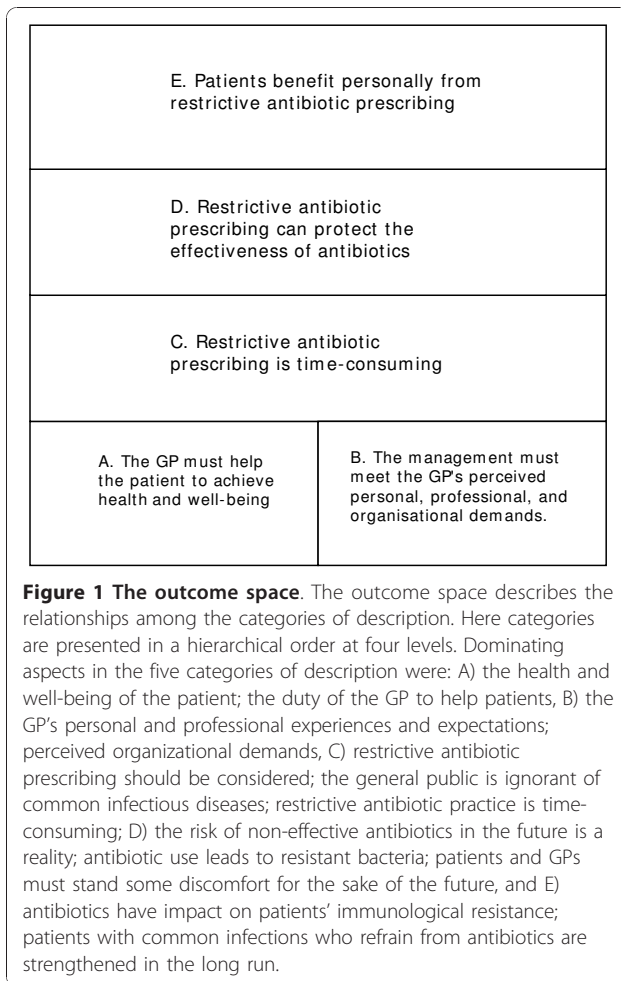 E. Patients benefit personally from
restrictive antibiotic prescribing
D. Restrictive antibiotic
prescribing can protect the
effectiveness of antibiotics
C. Restrictive antibiotic
prescribing is time-consuming
A. The GP must help
the patient to achieve
health and well-being
B. The management must
meet the GP's perceived
personal, professional, and
organisational demands.
Figure 1 The outcome space. The outcome space describes the
relationships among the categories of description. Here categories
are presented in a hierarchical order at four levels. Dominating
aspects in the five categories of description were: A) the health and
well-being of the patient; the duty of the GP to help patients, B) the
GP's personal and professional experiences and expectations;
perceived organizational demands, C) restrictive antibiotic
prescribing should be considered; the general public is ignorant of
common infectious diseases; restrictive antibiotic practice is time-
consuming; D) the risk of non-effective antibiotics in the future is a
reality; antibiotic use leads to resistant bacteria; patients and GPs
must stand some discomfort for the sake of the future, and E)
antibiotics have impact on patients' immunological resistance;
patients with common infections who refrain from antibiotics are
strengthened in the long run.